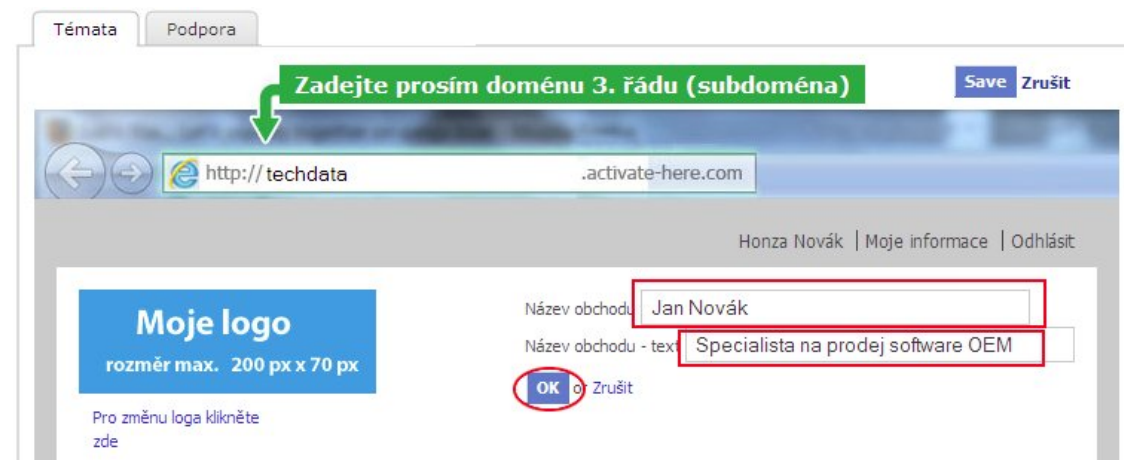 Témata Podpora
Zadejte prosím doménu 3. řádu (subdoména)
Save Zrušit
http:// techdata .activate-here.com
Honza Novák | Moje informace | Odhlásit
Moje logo
rozměr max. 200 px x 70 px
Pro změnu loga klikněte
zde
Název obchodu Jan Novák
Název obchodu - text Specialista na prodej software OEM
OK or Zrušit